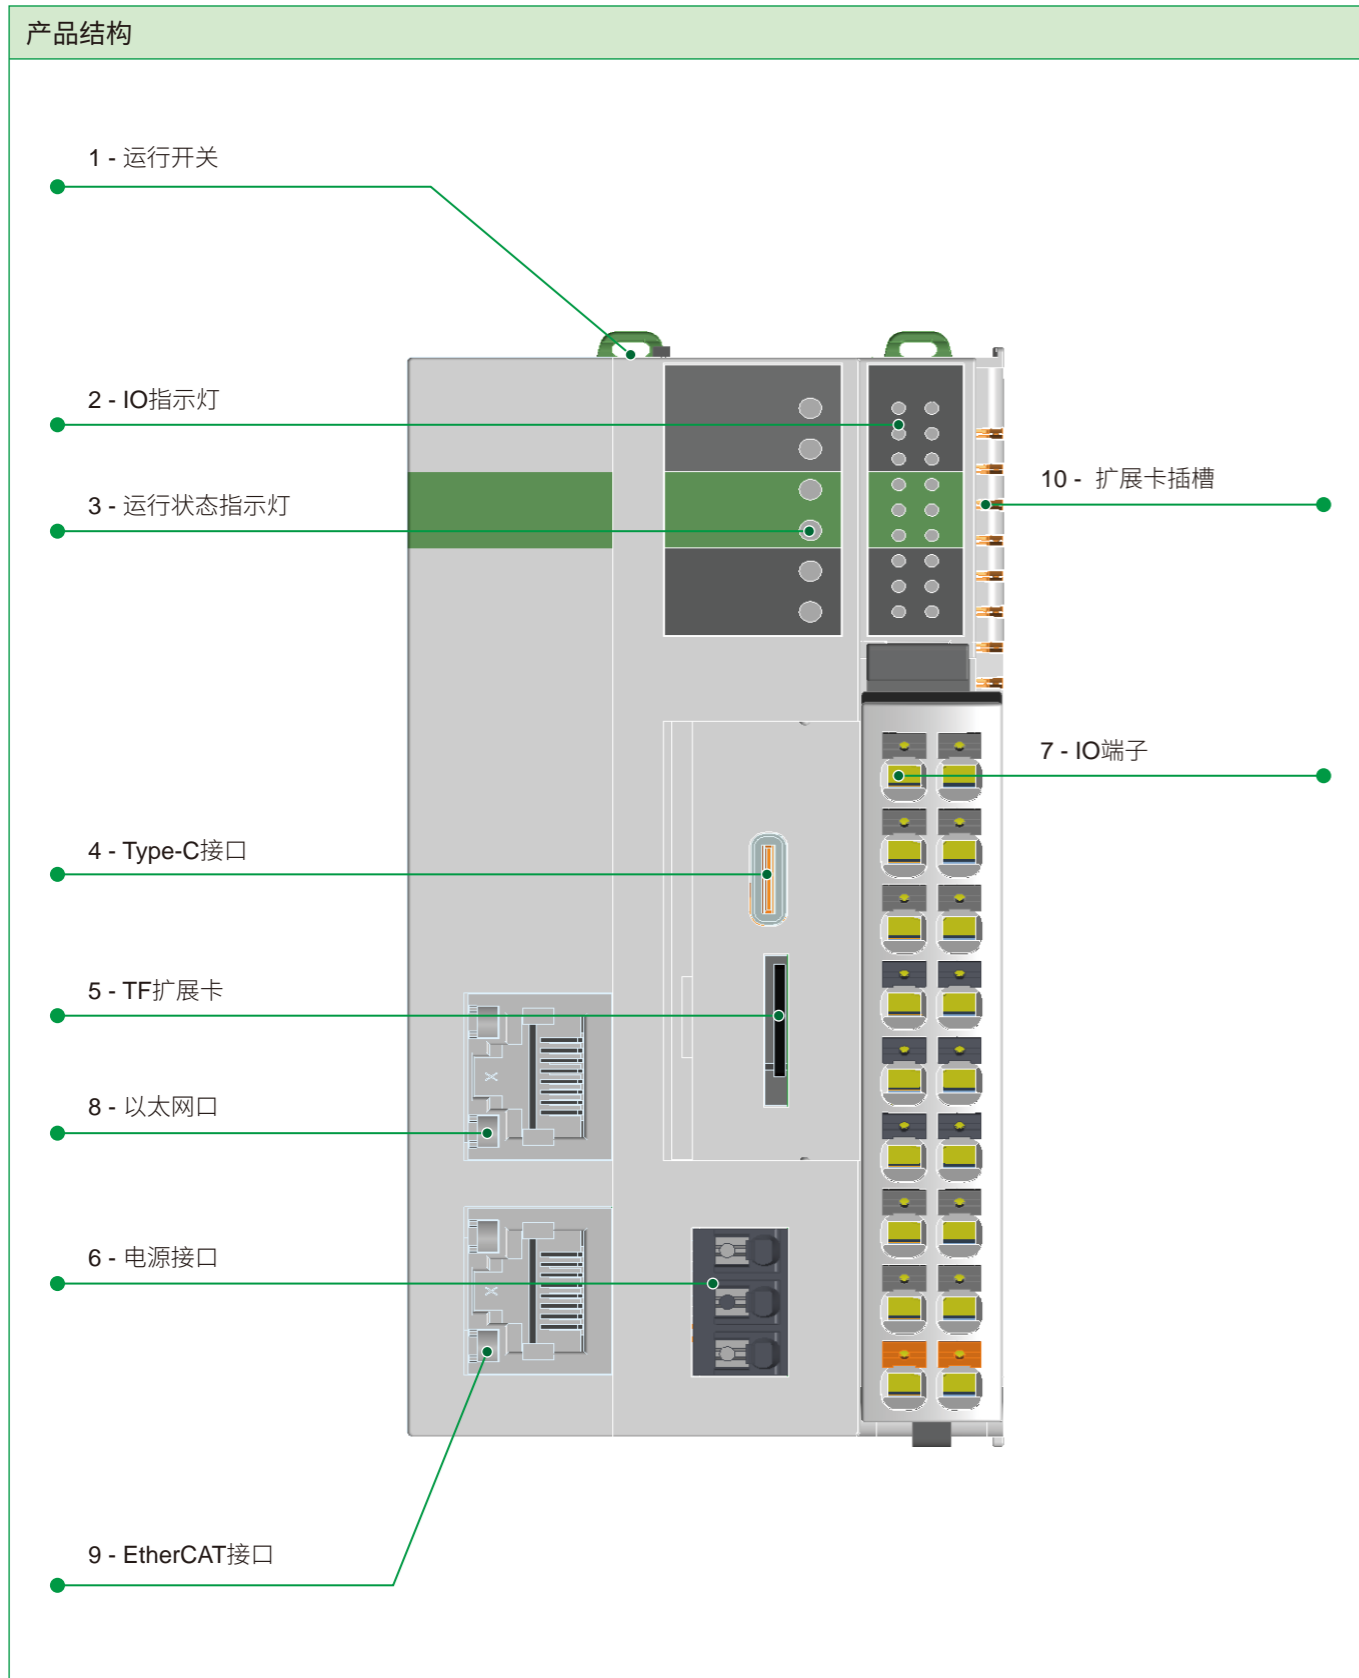 产品结构
1 - 运行开关
2 - IO指示灯
3 - 运行状态指示灯
10 - 扩展卡插槽
7 - IO端子
4 - Type-C接口
5 - TF扩展卡
8 - 以太网口
6 - 电源接口
9 - EtherCAT接口